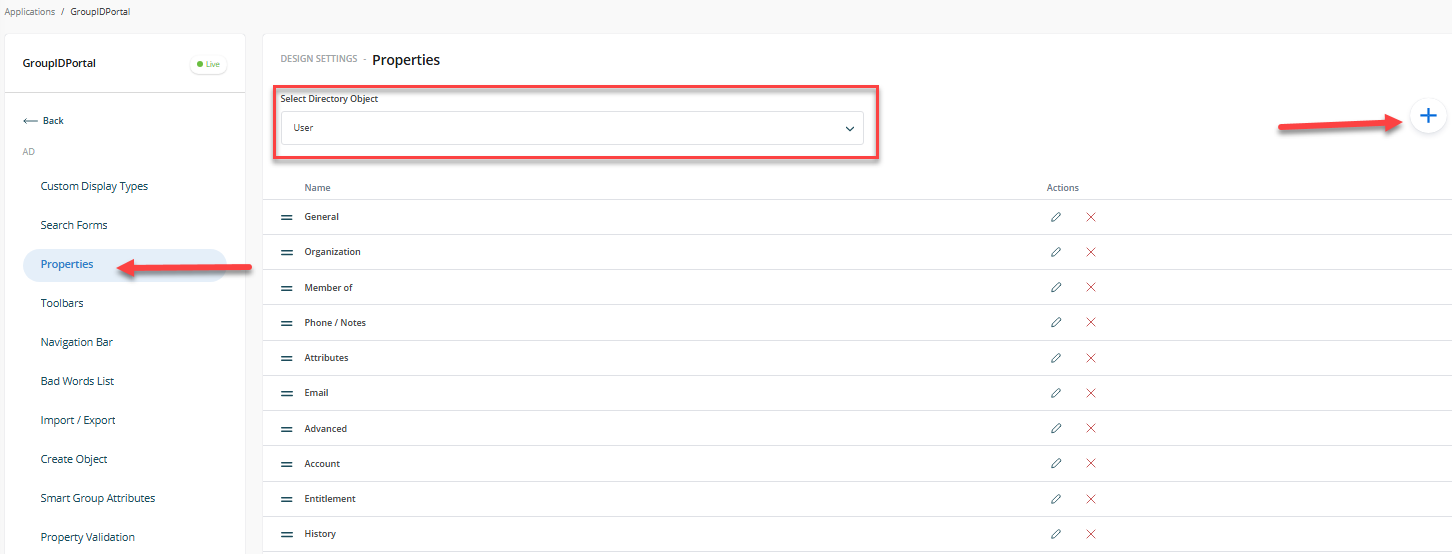 Applications / GroupIDPortal
GroupIDPortal
Live
Back
AD
Custom Display Types
Search Forms
Properties
Toolbars
Navigation Bar
Bad Words List
Import / Export
Create Object
Smart Group Attributes
Property Validation
DESIGN SETTINGS - Properties
Select Directory Object
User
Name Actions
General
Organization
Member of
Phone / Notes
Attributes
Email
Advanced
Account
Entitlement
History